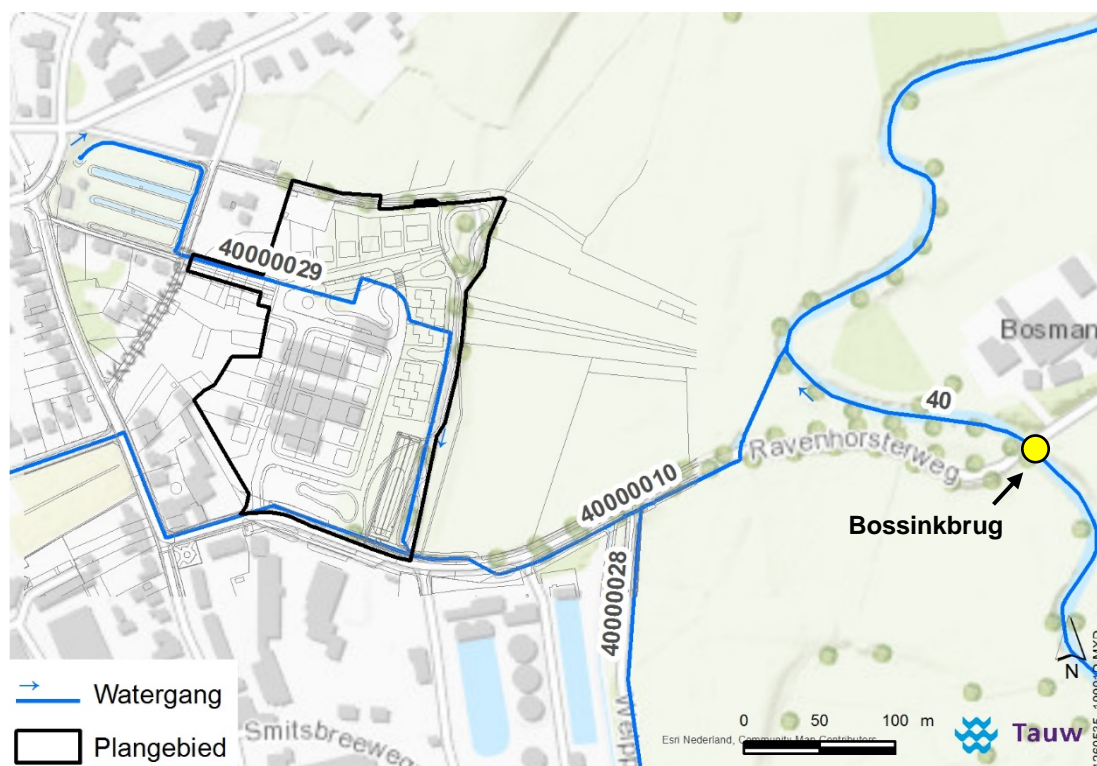 40000029
Bosman
40
Ravenhorsterweg
40000010
Bossinkbrug
40000028
Watergang
Plangebied
Smitsbreeweg
N
0 50 100 m
Esri Nederland, Community Map Contributors
Tauw